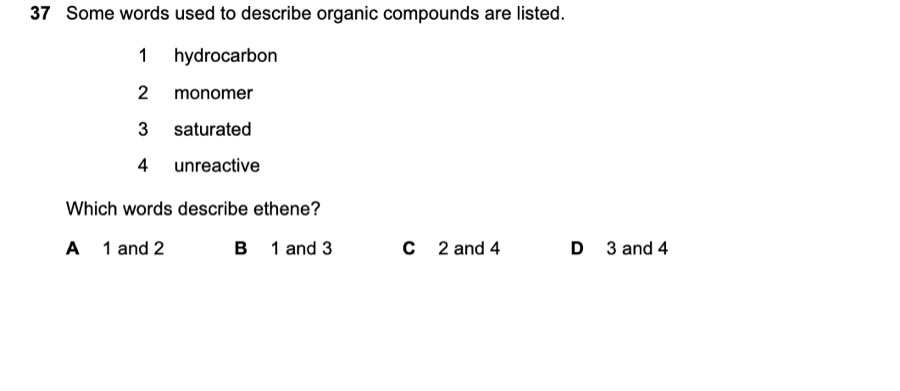 37 Some words used to describe organic compounds are listed.
1 hydrocarbon
2 monomer
3 saturated
4 unreactive
Which words describe ethene?
A 1 and 2 B 1 and 3 C 2 and 4 D 3 and 4